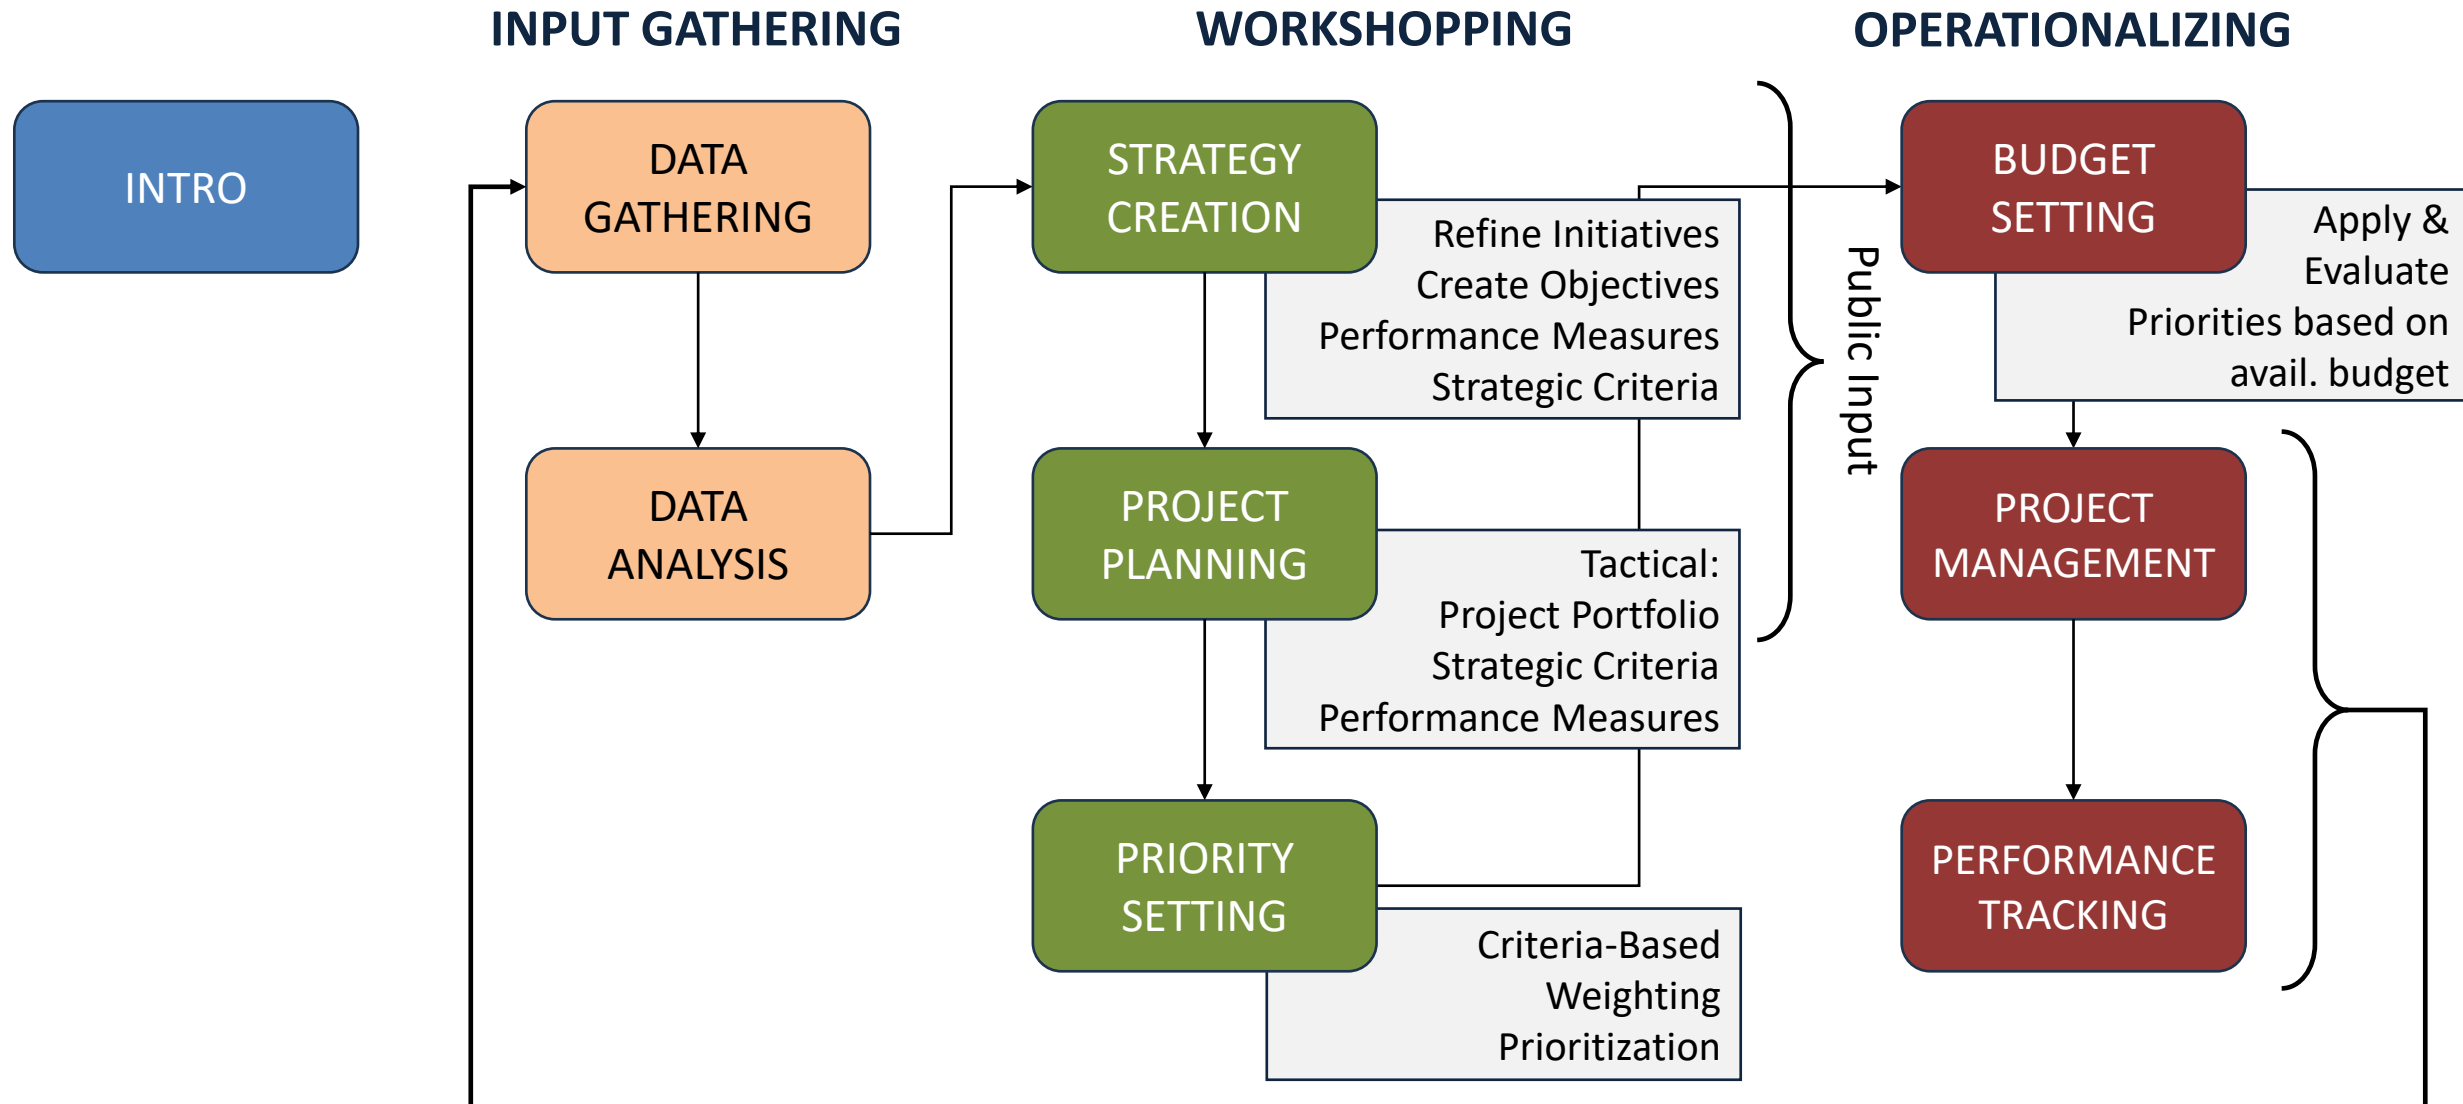 INPUT GATHERING
WORKSHOPPING
OPERATIONALIZING
INTRO
DATA
GATHERING
DATA
ANALYSIS
STRATEGY
CREATION
Refine Initiatives
Create Objectives
Performance Measures
Strategic Criteria
PROJECT
PLANNING
Tactical:
Project Portfolio
Strategic Criteria
Performance Measures
PRIORITY
SETTING
Criteria-Based
Weighting
Prioritization
Public Input
BUDGET
SETTING
Apply &
Evaluate
Priorities based on
avail. budget
PROJECT
MANAGEMENT
PERFORMANCE
TRACKING